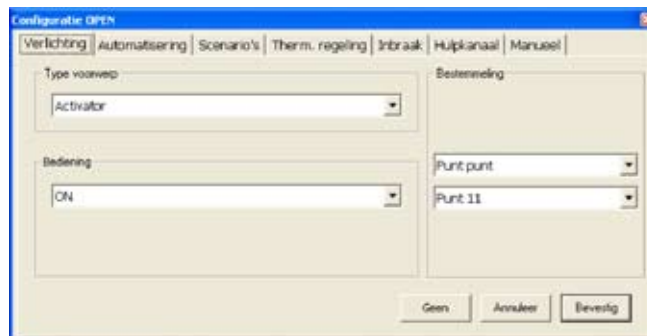 Configuratie OPEN
Verlichting Automatisering Scenario's Therm. regeling Inbraak Hulpkanaal Manueel
Type voorwerp
Bestemmeling
Activator
Bediening
Punt punt
ON
Punt 11
Geen Annuleer Bevestig